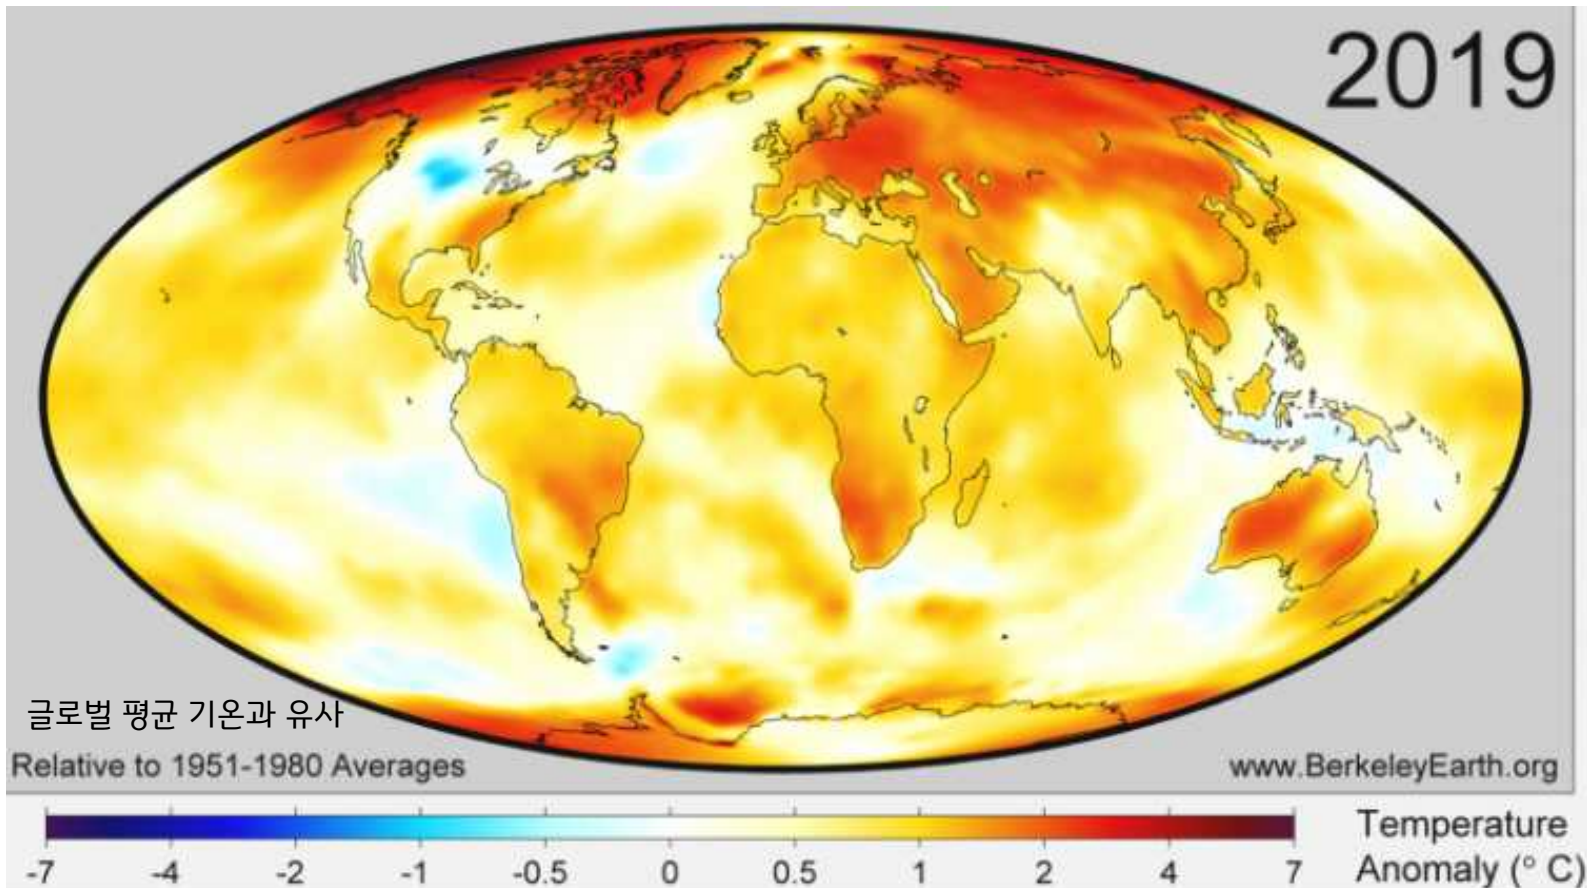 2019
글로벌 평균 기온과 유사
Relative to 1951-1980 Averages
www.BerkeleyEarth.org
-7 -4 -2 -1 -0.5 0 0.5 1 2 4 7
Temperature
Anomaly (° C)